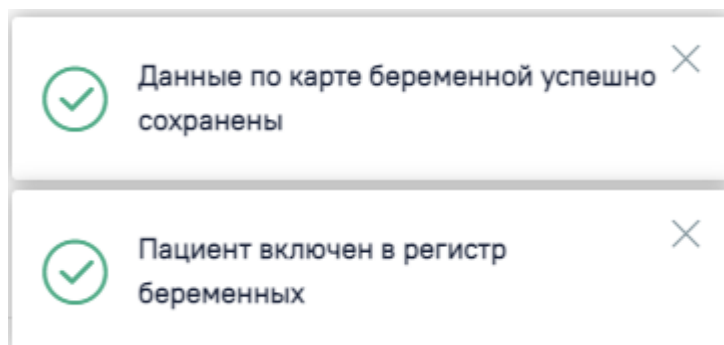 Данные по карте беременной успешно
сохранены
Пациент включен в регистр
беременных